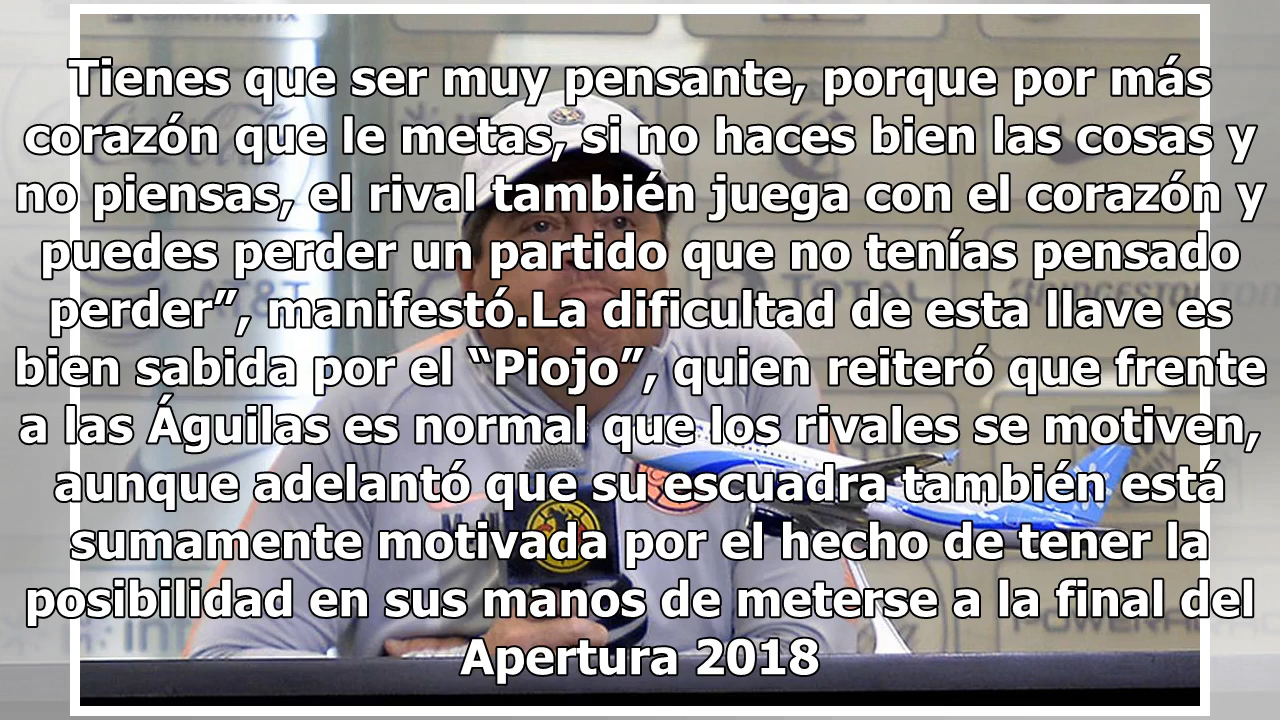 Tienes que ser muy pensante, porque por más
corazón que le metas, si no haces bien las cosas y
no piensas, el rival también juega con el corazón y
puedes perder un partido que no tenías pensado
perder”, manifestó.La dificultad de esta llave es
bien sabida por el “Piojo”, quien reiteró que frente
a las Águilas es normal que los rivales se motiven,
aunque adelantó que su escuadra también está
sumamente motivada por el hecho de tener la
posibilidad en sus manos de meterse a la final del
Apertura 2018